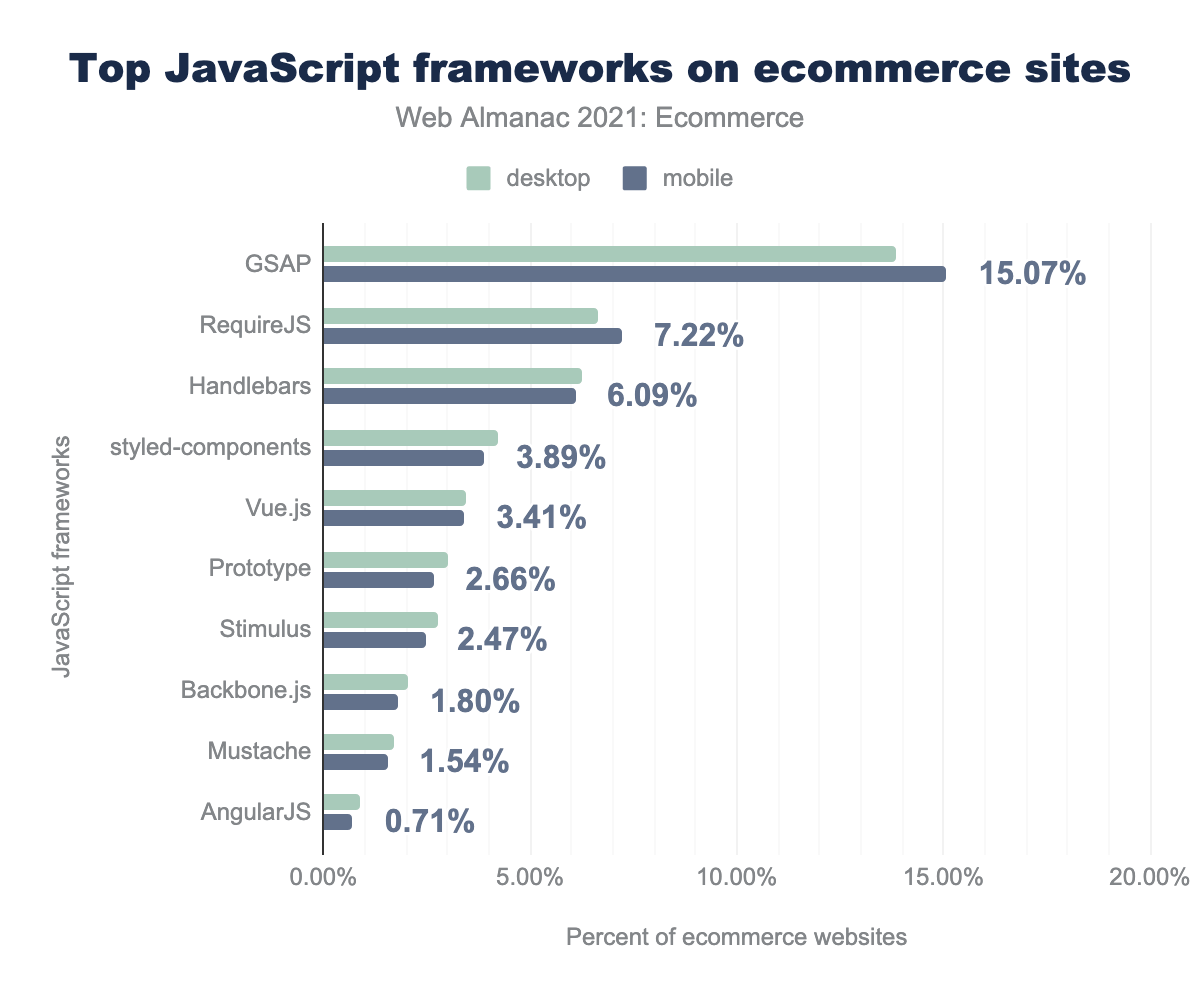 Top JavaScript frameworks on ecommerce sites
Web Almanac 2021: Ecommerce
desktop
mobile
JavaScript frameworks
GSAP
15.07%
RequireJS
7.22%
Handlebars
6.09%
styled-components
3.89%
Vue.js
3.41%
Prototype
2.66%
Stimulus
2.47%
Backbone.js
1.80%
Mustache
1.54%
AngularJS
0.71%
0.00%
5.00%
10.00%
15.00%
20.00%
Percent of ecommerce websites